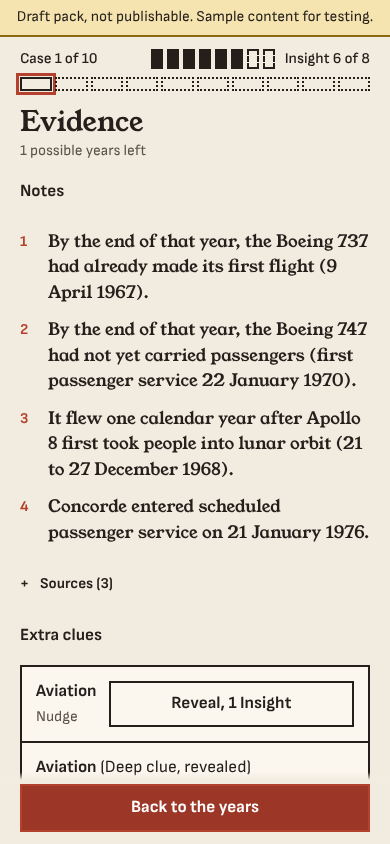 Draft pack, not publishable. Sample content for testing.
Case 1 of 10
Insight 6 of 8
Evidence
1 possible years left
Notes
1 By the end of that year, the Boeing 737
had already made its first flight (9
April 1967).
2 By the end of that year, the Boeing 747
had not yet carried passengers (first
passenger service 22 January 1970).
3 It flew one calendar year after Apollo
8 first took people into lunar orbit (21
to 27 December 1968).
4 Concorde entered scheduled
passenger service on 21 January 1976.
+ Sources (3)
Extra clues
Aviation
Nudge
Reveal, 1 Insight
Aviation (Deep clue, revealed)
Back to the years